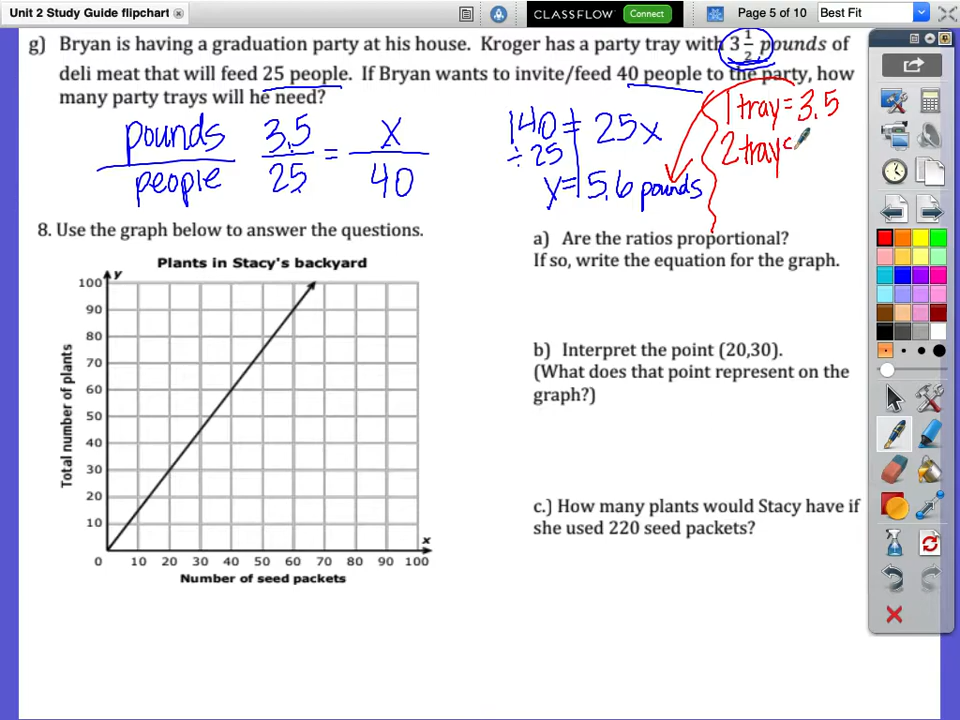 Unit 2 Study Guide flipchart
CLASSFLOW Connect
Page 5 of 10
Best Fit
g) Bryan is having a graduation party at his house. Kroger has a party tray with 3 1/2 pounds of
deli meat that will feed 25 people. If Bryan wants to invite/feed 40 people to the party, how
many party trays will he need?
pounds/people 3.5/25 = x/40
140 = 25x
÷25
x = 5.6 pounds
1 tray = 3.5
2 tray =
8. Use the graph below to answer the questions.
Plants in Stacy's backyard
y
100
90
80
70
60
50
40
30
20
10
0 10 20 30 40 50 60 70 80 90 100
x
Total number of plants
Number of seed packets
a) Are the ratios proportional?
If so, write the equation for the graph.
b) Interpret the point (20,30).
(What does that point represent on the
graph?)
c.) How many plants would Stacy have if
she used 220 seed packets?